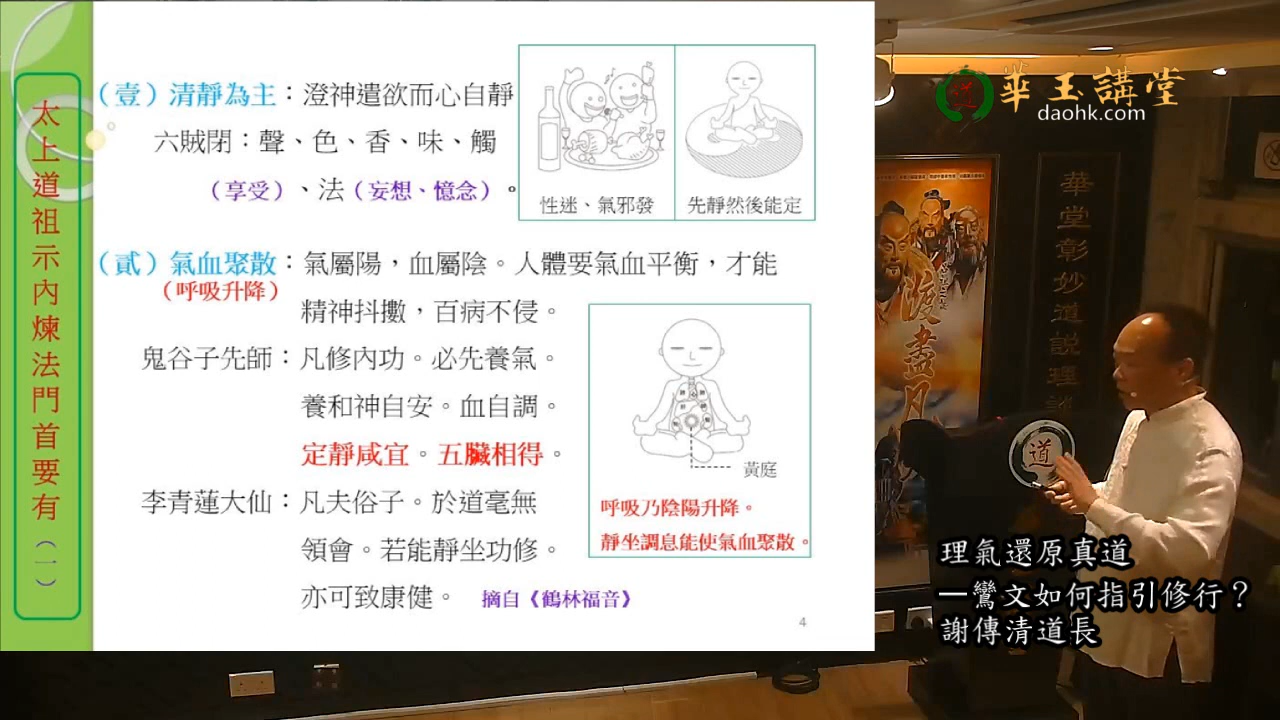 太上道祖示內煉法門首要有(一)
(壹)清靜為主：澄神遣欲而心自靜
六賊閉：聲、色、香、味、觸
(享受)、法(妄想、憶念)。
性迷、氣邪發
先靜然後能定
(貳)氣血聚散：氣屬陽，血屬陰。人體要氣血平衡，才能
(呼吸升降)
精神抖擻，百病不侵。
鬼谷子先師：凡修內功。必先養氣。
養和神自安。血自調。
定靜咸宜。五臟相得。
李青蓮大仙：凡夫俗子。於道毫無
領會。若能靜坐功修。
亦可致康健。 摘自《鶴林福音》
黃庭
呼吸乃陰陽升降。
靜坐調息能使氣血聚散。
4
道
華玉講堂
daohk.com
渡盡凡
華堂彰妙道說理談
道
理氣還原真道
—鸞文如何指引修行？
謝傳清道長